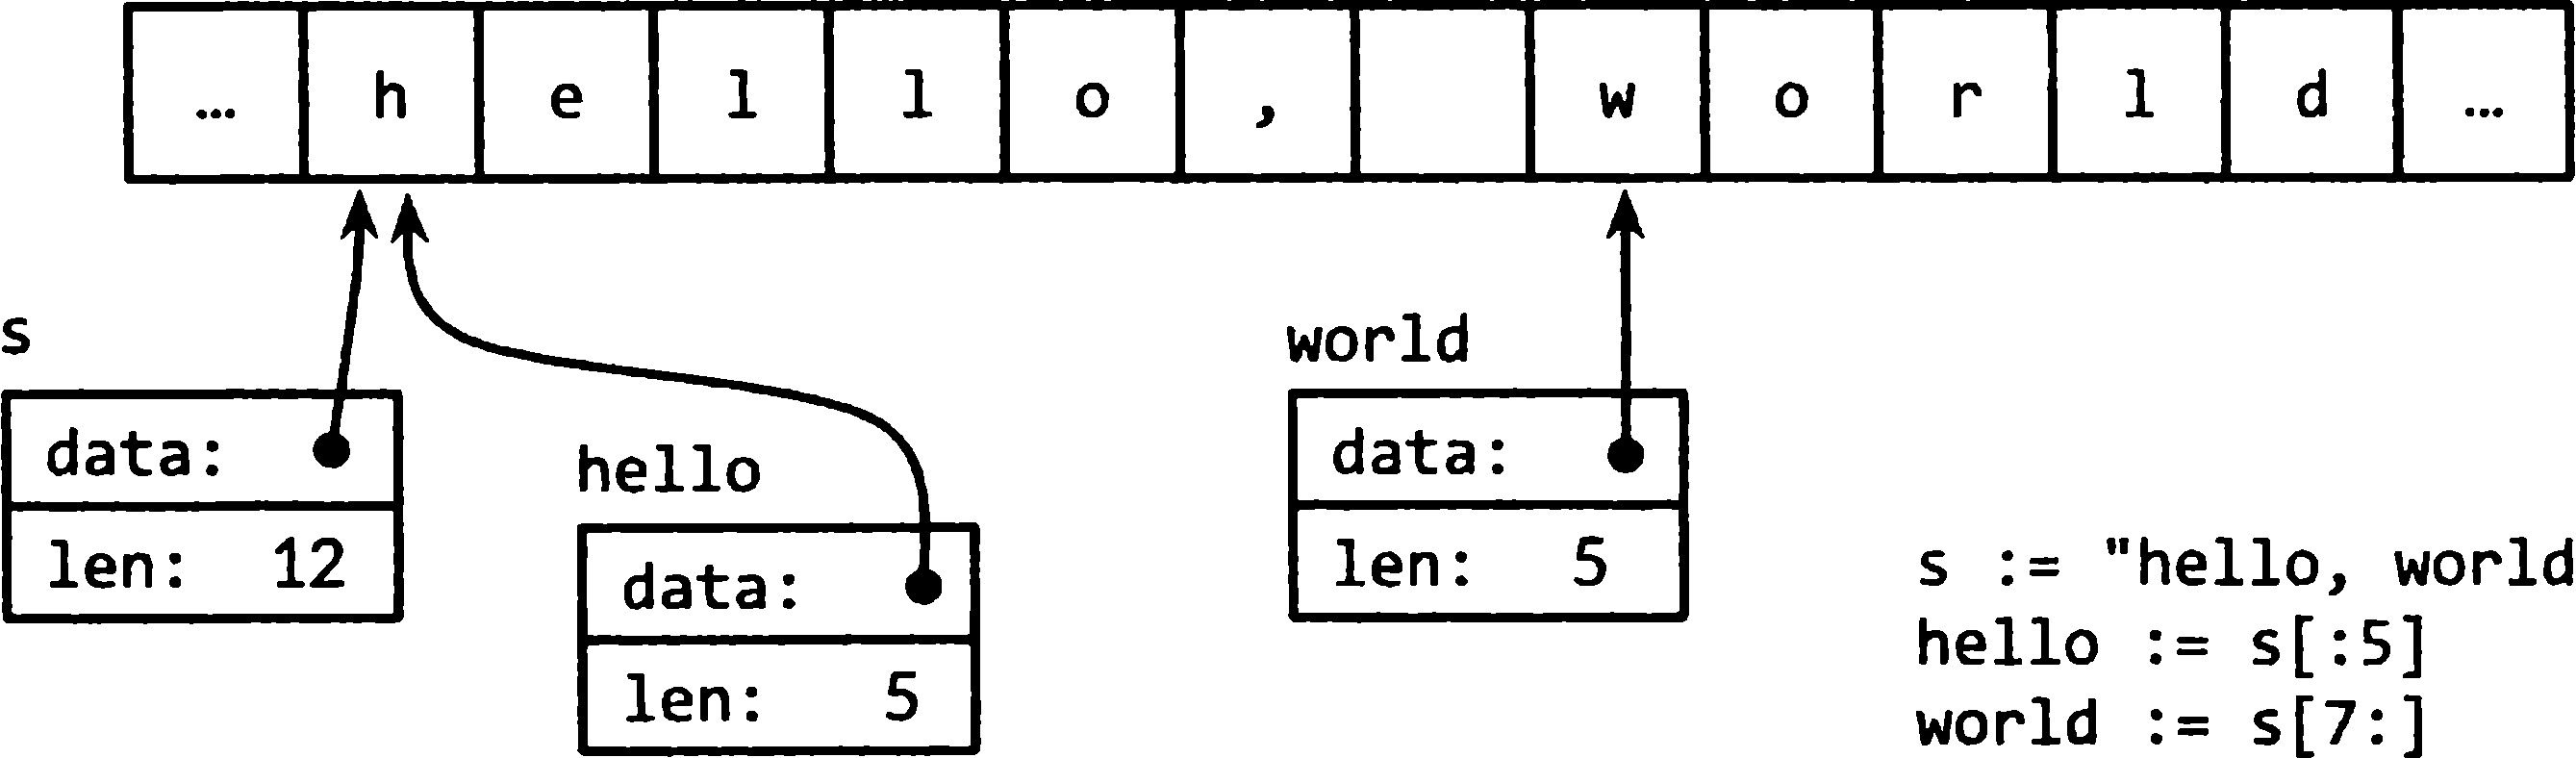 … h e l l o , w o r l d …
s
data:
len: 12
hello
data:
len: 5
world
data:
len: 5
s := "hello, world
hello := s[:5]
world := s[7:]